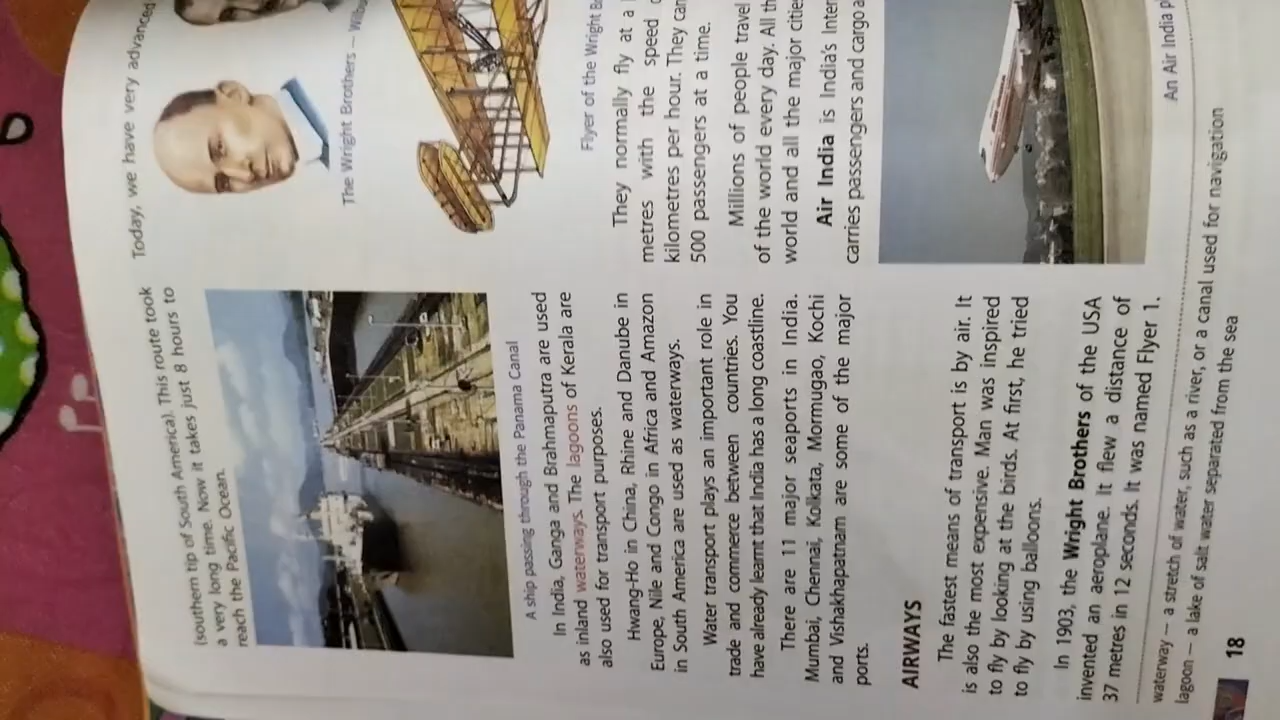 (southern tip of South America). This route took
a very long time. Now it takes just 8 hours to
reach the Pacific Ocean.
A ship passing through the Panama Canal
In India, Ganga and Brahmaputra are used
as inland waterways. The lagoons of Kerala are
also used for transport purposes.
Hwang-Ho in China, Rhine and Danube in
Europe, Nile and Congo in Africa and Amazon
in South America are used as waterways.
Water transport plays an important role in
trade and commerce between countries. You
have already learnt that India has a long coastline.
There are 11 major seaports in India.
Mumbai, Chennai, Kolkata, Mormugao, Kochi
and Vishakhapatnam are some of the major
ports.
AIRWAYS
The fastest means of transport is by air. It
is also the most expensive. Man was inspired
to fly by looking at the birds. At first, he tried
to fly by using balloons.
In 1903, the Wright Brothers of the USA
invented an aeroplane. It flew a distance of
37 metres in 12 seconds. It was named Flyer 1.
Today, we have very advanced
The Wright Brothers —
Flyer of the Wright
They normally fly at a
metres with the speed
kilometres per hour. They can
500 passengers at a time.
Millions of people travel
of the world every day. All
world and all the major
Air India is India's
carries passengers and cargo
An Air India
waterway — a stretch of water, such as a river, or a canal used for navigation
lagoon — a lake of salt water separated from the sea
18